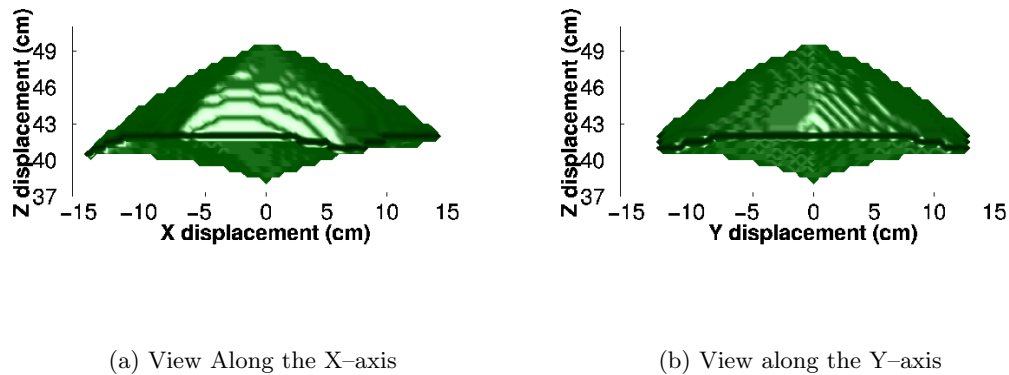 Z displacement (cm)
49
46
43
40
37
−15 −10 −5 0 5 10 15
X displacement (cm)
(a) View Along the X–axis
Z displacement (cm)
49
46
43
40
37
−15 −10 −5 0 5 10 15
Y displacement (cm)
(b) View along the Y–axis